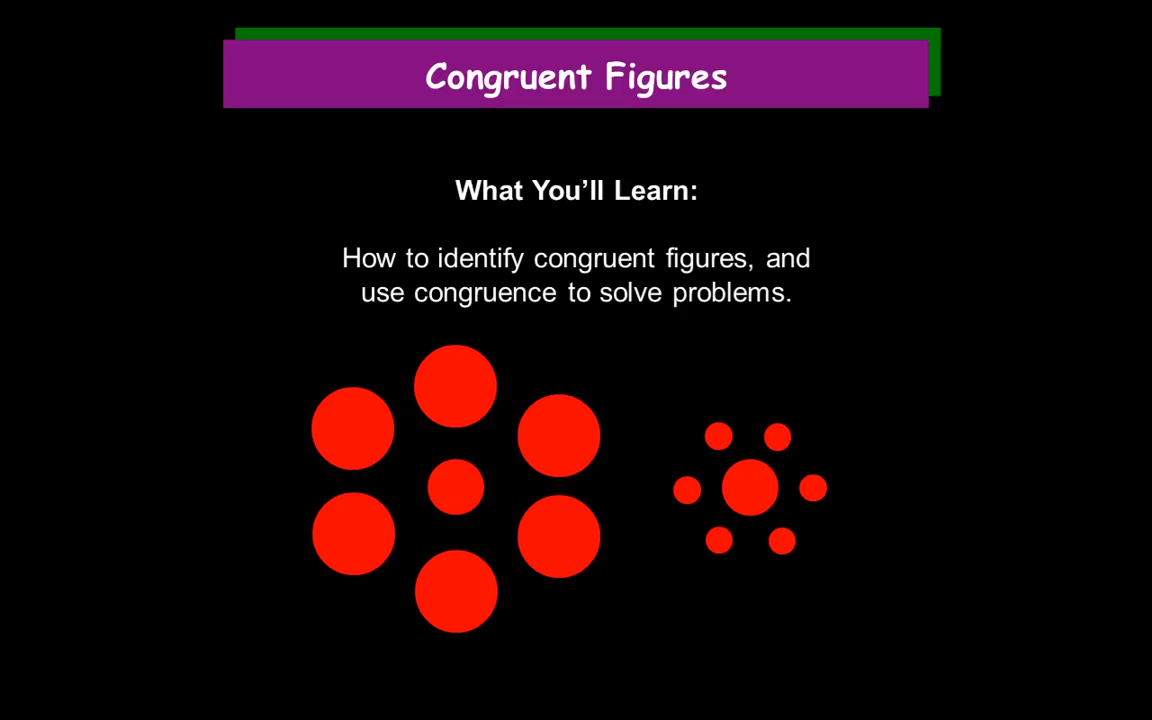 Congruent Figures
What You’ll Learn:
How to identify congruent figures, and
use congruence to solve problems.